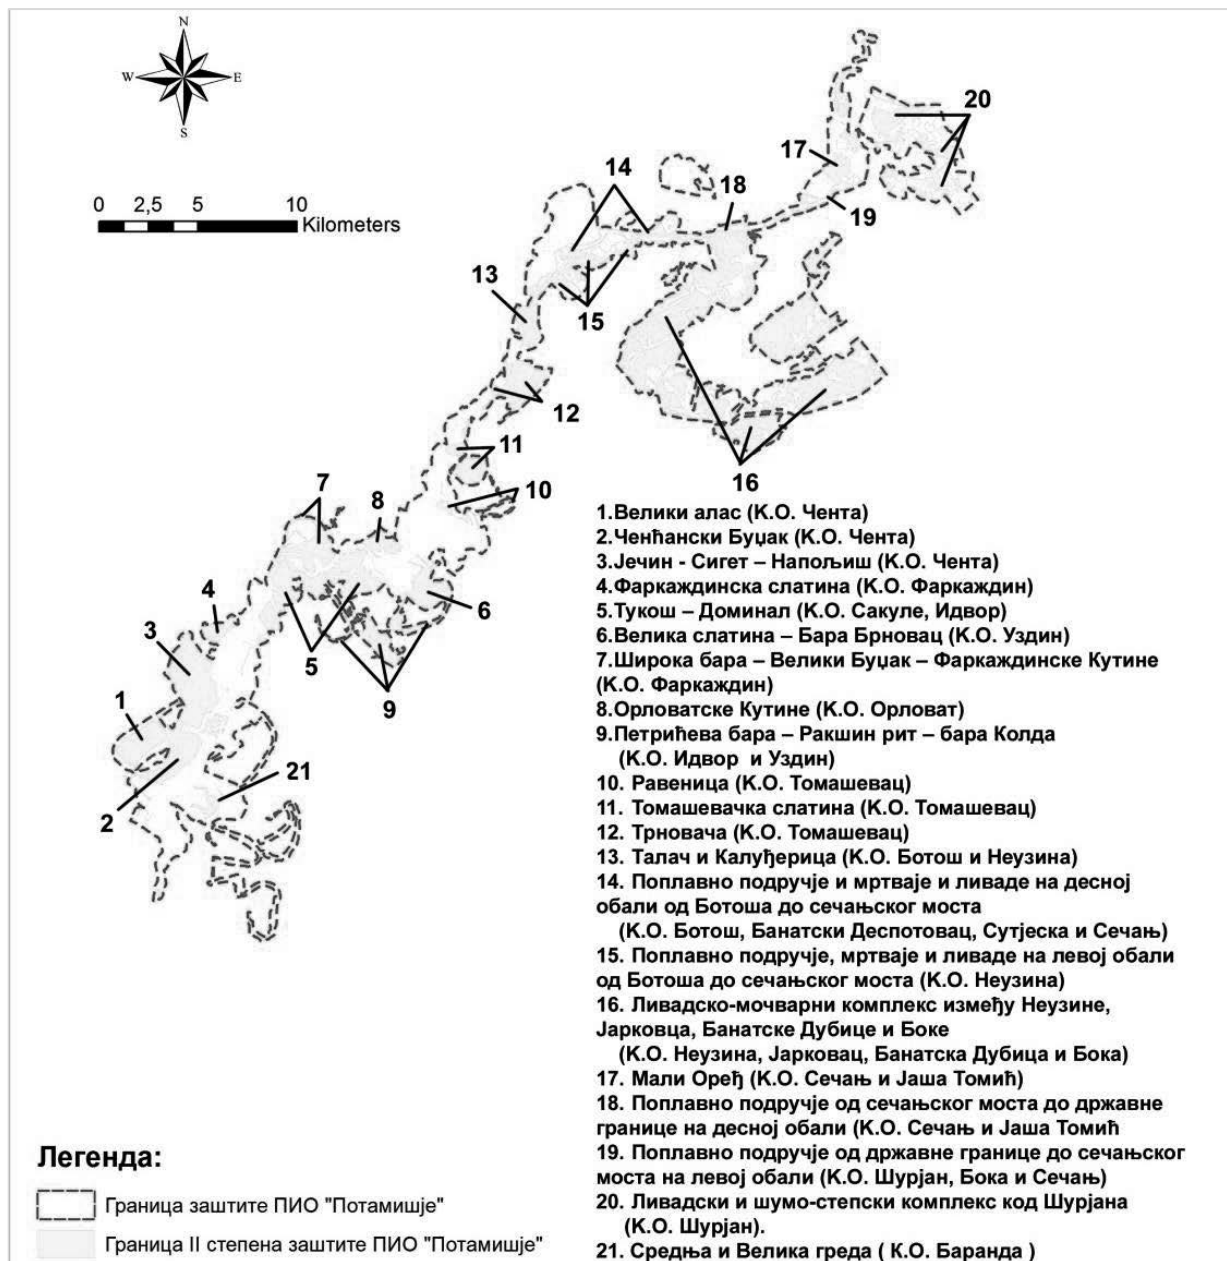 N
W
E
S
0 2,5 5 10
Kilometers
20
17
14
18
19
13
15
12
11
16
10
7
8
6
4
3
5
9
1
21
2
1.Велики алас (К.О. Чента)
2.Ченћански Буџак (К.О. Чента)
3.Јечин - Сигет – Напољиш (К.О. Чента)
4.Фаркаждинска слатина (К.О. Фаркаждин)
5.Тукош – Доминал (К.О. Сакуле, Идвор)
6.Велика слатина – Бара Брновац (К.О. Уздин)
7.Широка бара – Велики Буџак – Фаркаждинске Кутине
(К.О. Фаркаждин)
8.Орловатске Кутине (К.О. Орловат)
9.Петрићева бара – Ракшин рит – бара Колда
(К.О. Идвор и Уздин)
10. Равеница (К.О. Томашевац)
11. Томашевачка слатина (К.О. Томашевац)
12. Трновача (К.О. Томашевац)
13. Талач и Калуђерица (К.О. Ботош и Неузина)
14. Поплавно подручје и мртваје и ливаде на десној
обали од Ботоша до сечањског моста
(К.О. Ботош, Банатски Деспотовац, Сутјеска и Сечањ)
15. Поплавно подручје, мртваје и ливаде на левој обали
од Ботоша до сечањског моста (К.О. Неузина)
16. Ливадско-мочварни комплекс између Неузине,
Јарковца, Банатске Дубице и Боке
(К.О. Неузина, Јарковац, Банатска Дубица и Бока)
17. Мали Оређ (К.О. Сечањ и Јаша Томић)
18. Поплавно подручје од сечањског моста до државне
границе на десној обали (К.О. Сечањ и Јаша Томић
19. Поплавно подручје од државне границе до сечањског
моста на левој обали (К.О. Шурјан, Бока и Сечањ)
20. Ливадски и шумо-степски комплекс код Шурјана
(К.О. Шурјан).
21. Средња и Велика греда ( К.О. Баранда )
Легенда:
Граница заштите ПИО "Потамишје"
Граница II степена заштите ПИО "Потамишје"